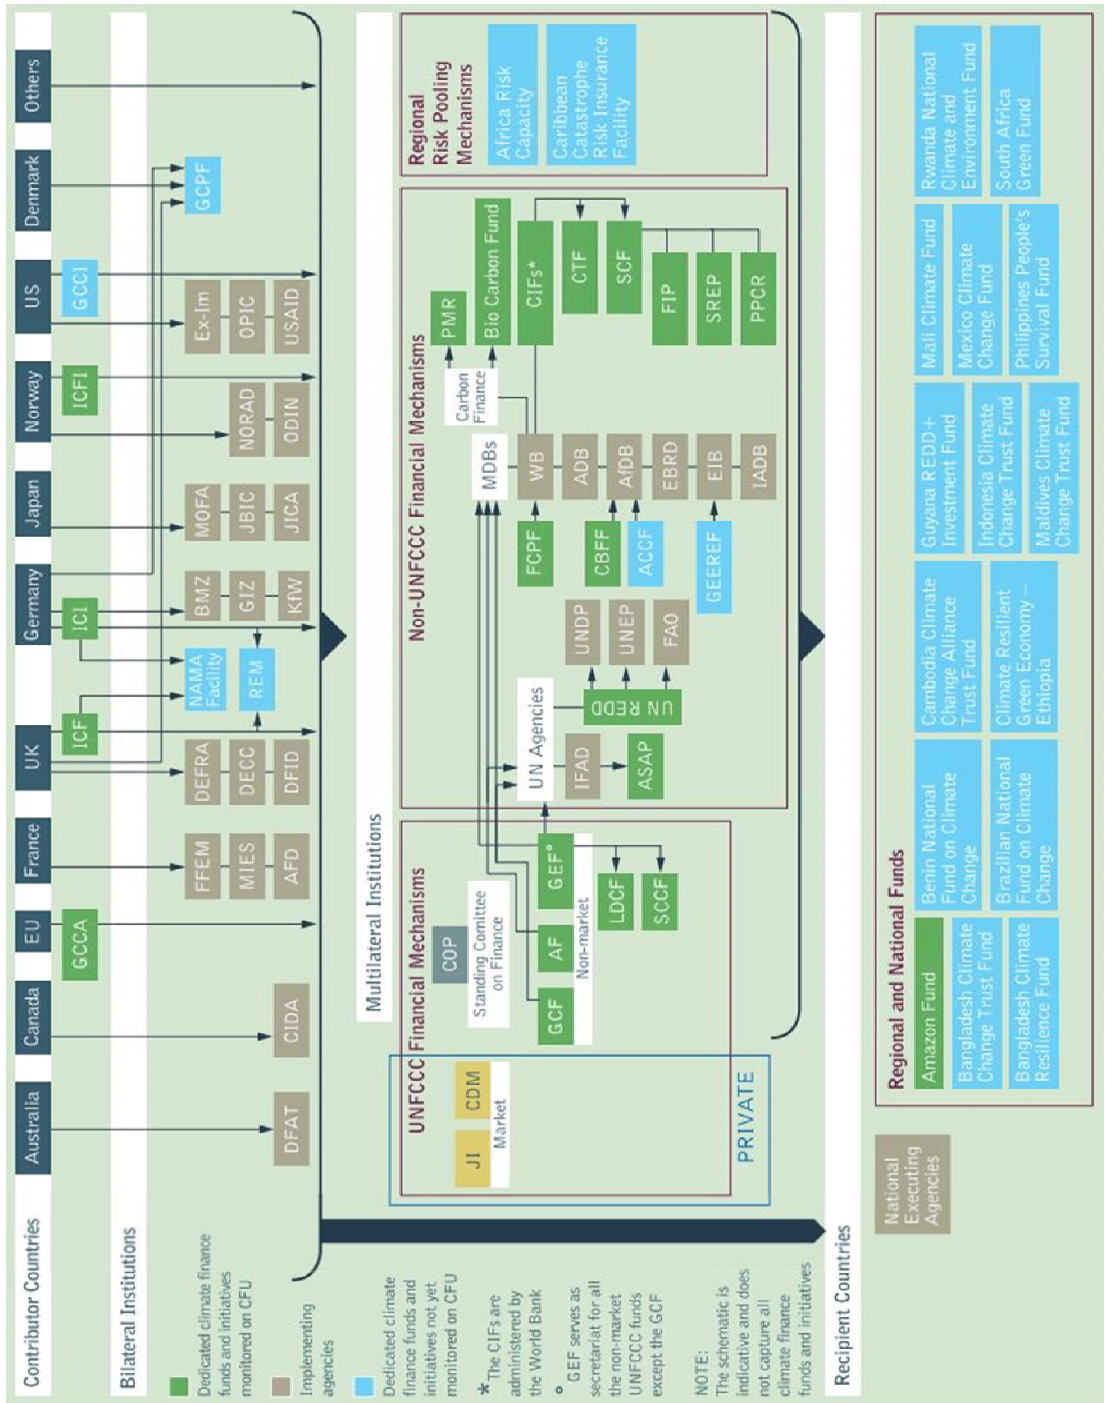 Contributor Countries
Australia
Canada
EU
France
UK
Germany
Japan
Norway
US
Denmark
Others
GCCA
ICF
ICI
ICFI
GCCI
Bilateral Institutions
DFAT
CIDA
FFEM
MIES
AFD
DEFRA
DECC
DFID
NAMA
Facility
REM
BMZ
GIZ
KfW
MOFA
JBIC
JICA
NORAD
ODIN
Ex-Im
OPIC
USAID
GCPF
Dedicated climate finance
funds and initiatives
monitored on CFU
Implementing
agencies
Dedicated climate
finance funds and
initiatives not yet
monitored on CFU
* The CIFs are
administered by
the World Bank
° GEF serves as
secretariat for all
the non-market
UNFCCC funds
except the GCF
NOTE:
The schematic is
indicative and does
not capture all
climate finance
funds and initiatives
Multilateral Institutions
UNFCCC Financial Mechanisms
JI
CDM
Market
PRIVATE
COP
Standing Comittee
on Finance
GCF
AF
GEF°
Non-market
LDCF
SCCF
Non-UNFCCC Financial Mechanisms
UN Agencies
IFAD
ASAP
UN REDD
UNDP
UNEP
FAO
MDBs
WB
ADB
AfDB
EBRD
EIB
IADB
FCPF
CBFF
ACCF
GEEREF
Carbon
Finance
PMR
Bio Carbon Fund
CIFs*
CTF
SCF
FIP
SREP
PPCR
Regional
Risk Pooling
Mechanisms
Africa Risk
Capacity
Caribbean
Catastrophe
Risk Insurance
Facility
Recipient Countries
National
Executing
Agencies
Regional and National Funds
Amazon Fund
Bangladesh Climate
Change Trust Fund
Bangladesh Climate
Resilience Fund
Benin National
Fund on Climate
Change
Brazilian National
Fund on Climate
Change
Cambodia Climate
Change Alliance
Trust Fund
Climate Resilient
Green Economy –
Ethiopia
Guyana REDD+
Investment Fund
Indonesia Climate
Change Trust Fund
Maldives Climate
Change Trust Fund
Mali Climate Fund
Mexico Climate
Change Fund
Philippines People's
Survival Fund
Rwanda National
Climate and
Environment Fund
South Africa
Green Fund